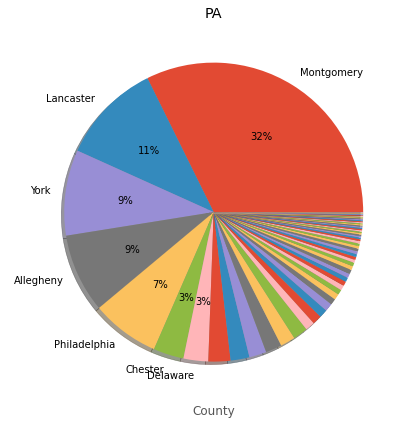 PA
Montgomery
32%
Lancaster
11%
York
9%
Allegheny
9%
Philadelphia
7%
Chester
3%
Delaware
3%
County